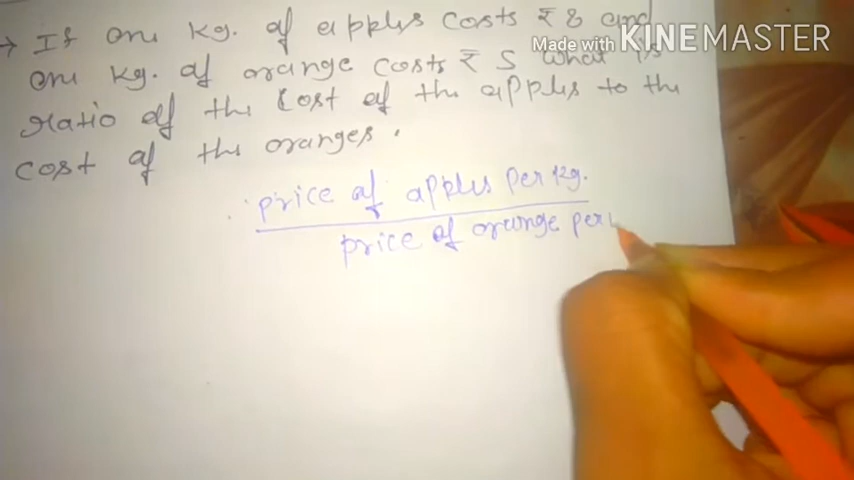 → If one kg. of apples costs ₹ 8 and
Made with KINEMASTER
one kg. of orange costs ₹ 5 what is
ratio of the cost of the apples to the
cost of the oranges.
price of apples per kg.
price of orange per